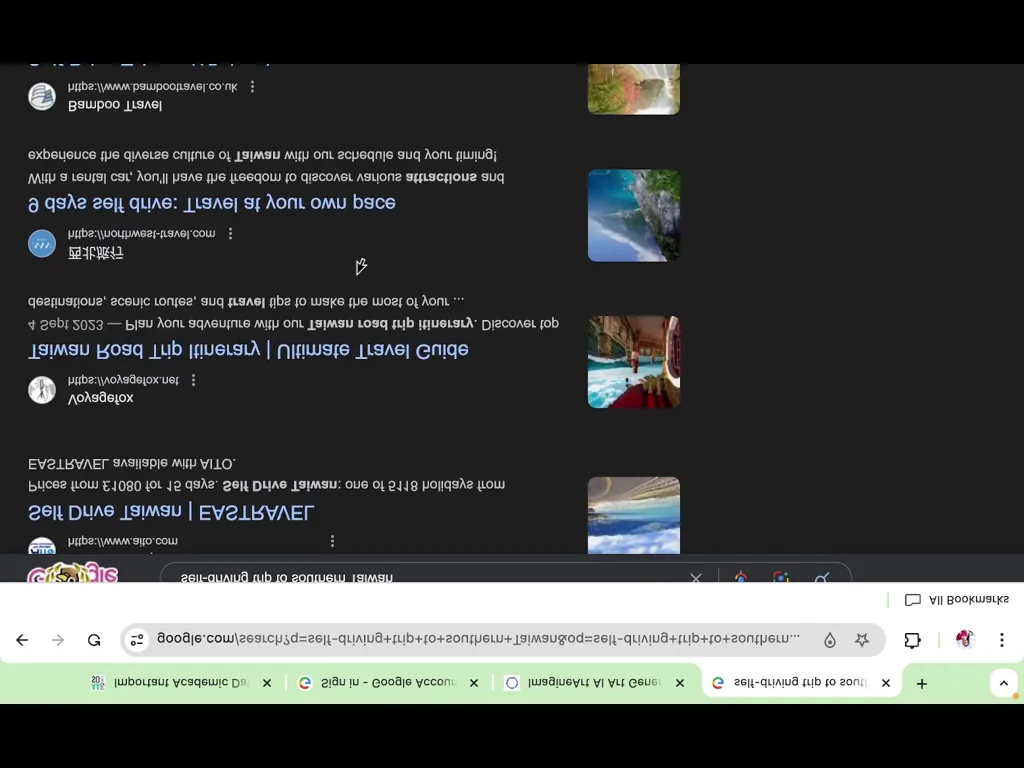 Important Academic Da
Sign in - Google Accoun
ImagineArt AI Art Gene
self-driving trip to sout
google.com/search?q=self-driving+trip+to+southern+Taiwan&oq=self-driving+trip+to+southern...
All Bookmarks
Google
self-driving trip to southern Taiwan
https://www.aito.com
Self Drive Taiwan | EASTRAVEL
Prices from £1080 for 15 days. Self Drive Taiwan: one of 5118 holidays from
EASTRAVEL available with AITO.
Voyagefox
https://voyagefox.net
Taiwan Road Trip Itinerary | Ultimate Travel Guide
4 Sept 2023 — Plan your adventure with our Taiwan road trip itinerary. Discover top
destinations, scenic routes, and travel tips to make the most of your ...
西北旅行
https://northwest-travel.com
9 days self drive: Travel at your own pace
With a rental car, you'll have the freedom to discover various attractions and
experience the diverse culture of Taiwan with our schedule and your timing!
Bamboo Travel
https://www.bambootravel.co.uk